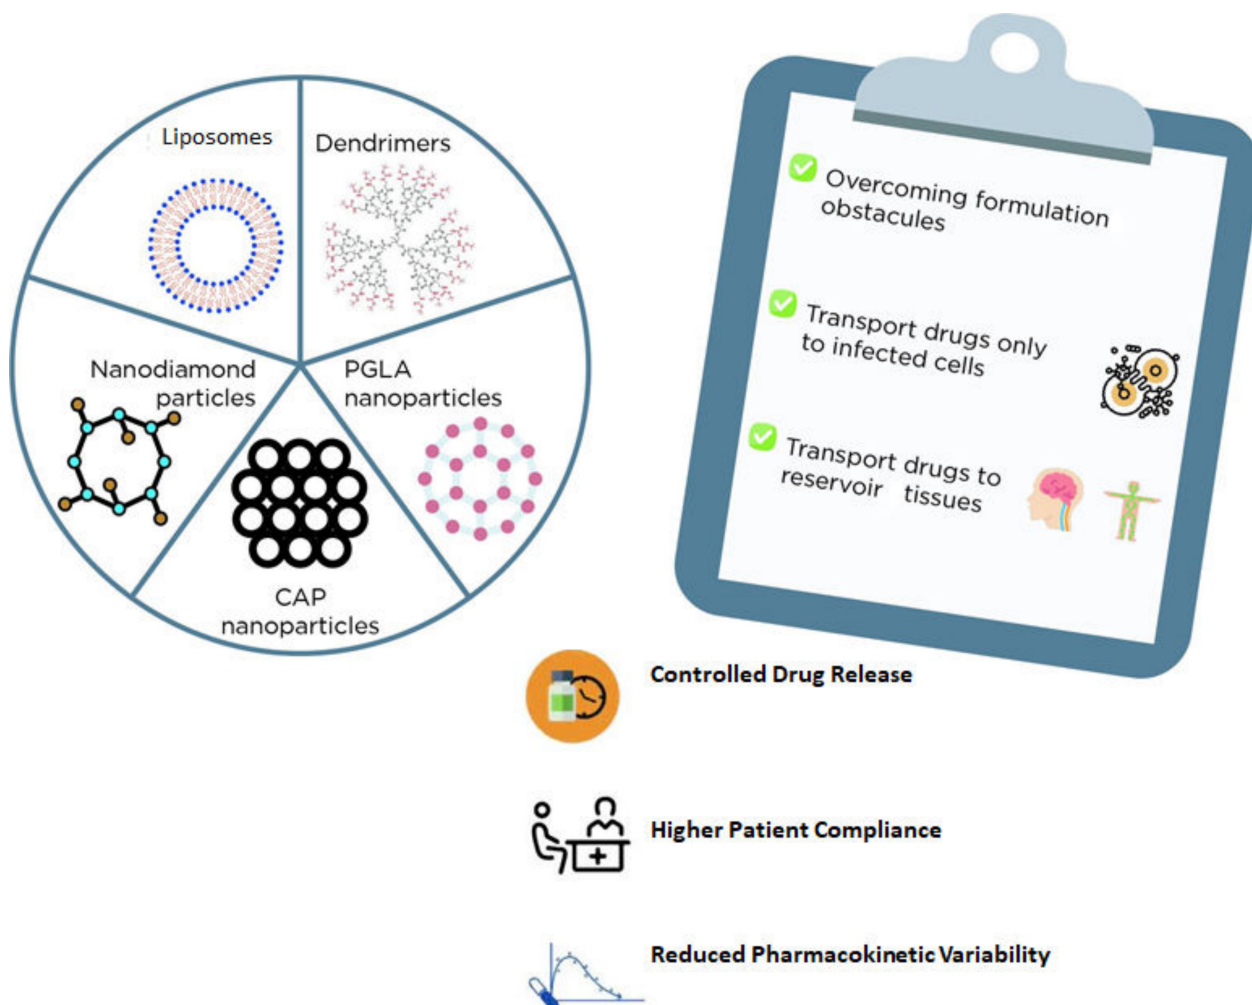 Liposomes
Dendrimers
Nanodiamond
particles
PGLA
nanoparticles
CAP
nanoparticles
Overcoming formulation
obstacules
Transport drugs only
to infected cells
Transport drugs to
reservoir tissues
Controlled Drug Release
Higher Patient Compliance
Reduced Pharmacokinetic Variability